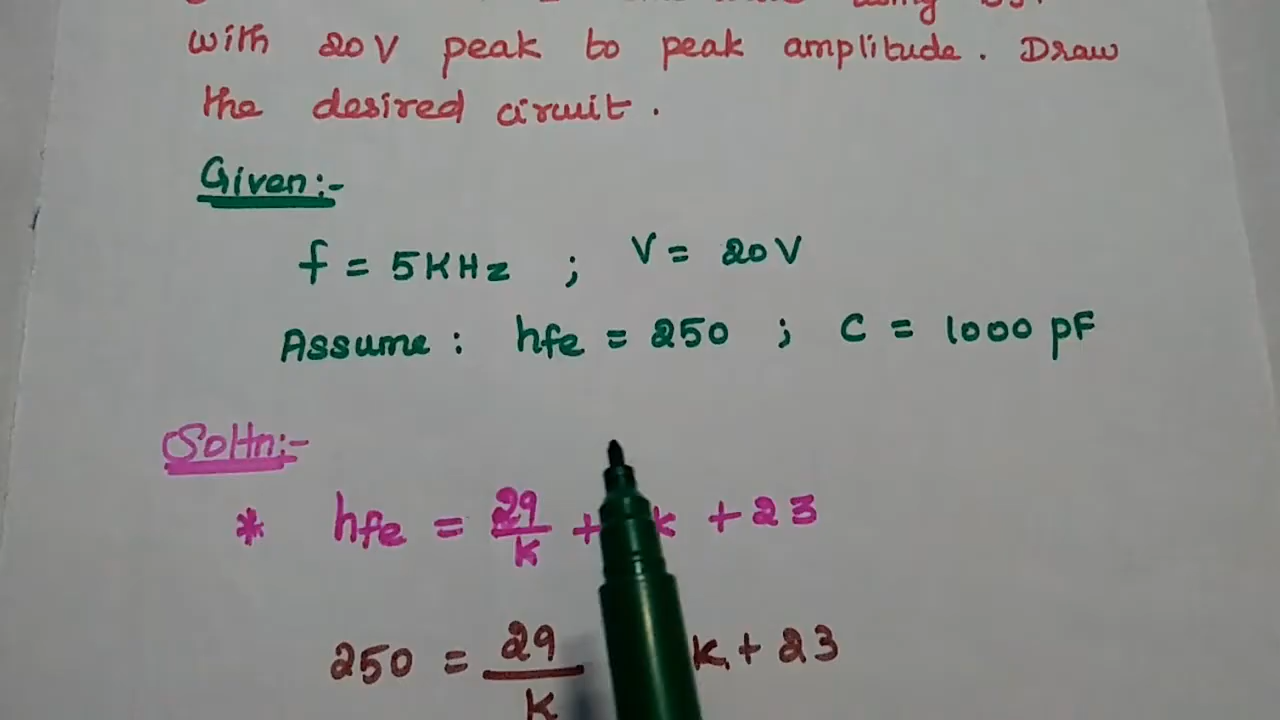 using
with 20V peak to peak amplitude. Draw
the desired circuit.
Given:-
f = 5KHz ; V = 20V
Assume: hfe = 250 ; C = 1000 pF
Soltn:-
* hfe = 29/k + k + 23
250 = 29/k k + 23